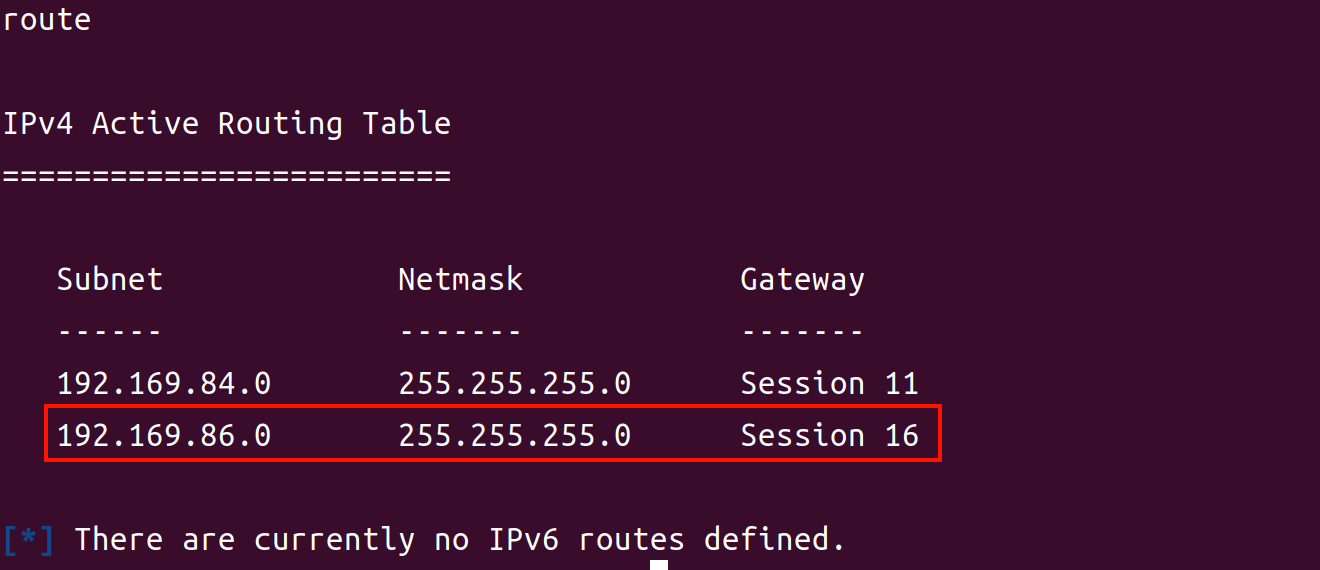 route
IPv4 Active Routing Table
=========================
Subnet Netmask Gateway
------ ------- -------
192.169.84.0 255.255.255.0 Session 11
192.169.86.0 255.255.255.0 Session 16
[*] There are currently no IPv6 routes defined.